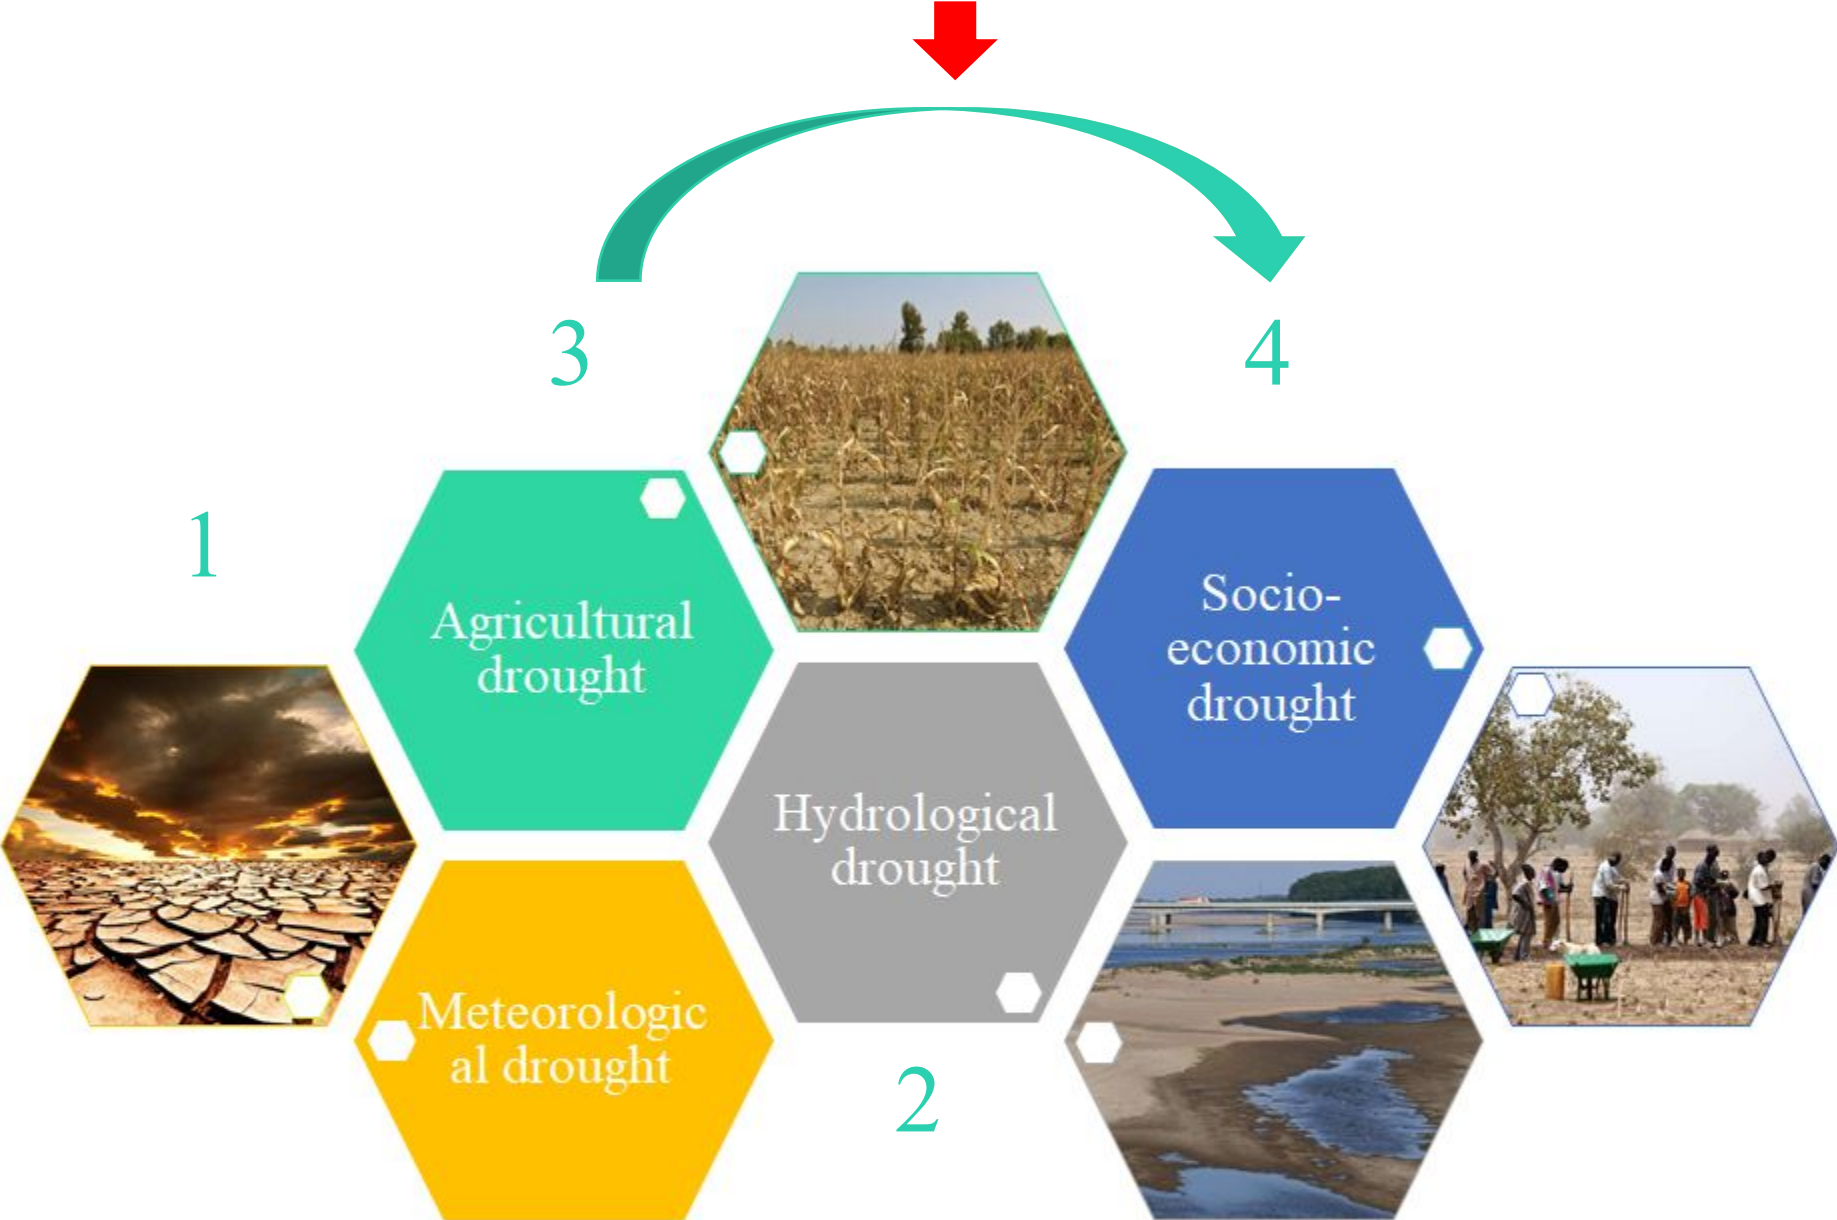 3
4
1
Agricultural
drought
Socio-
economic
drought
Hydrological
drought
Meteorologic
al drought
2